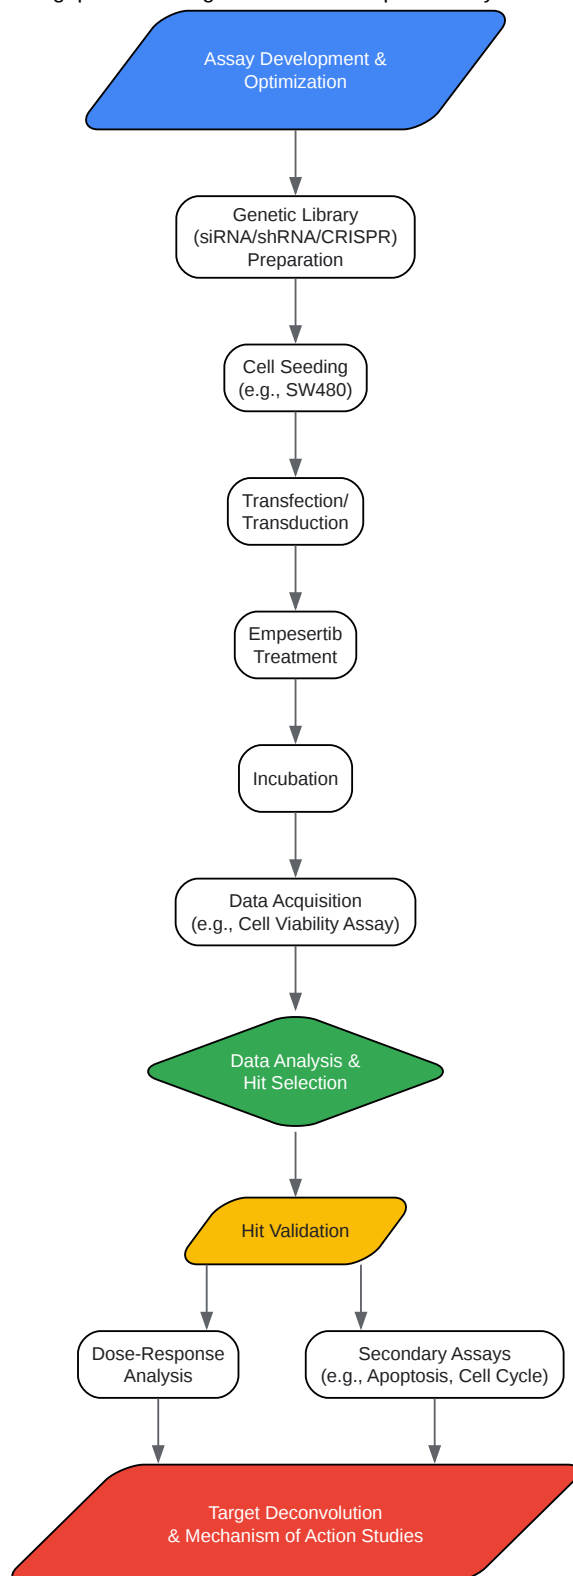 Assay Development &
Optimization
Genetic Library
(siRNA/shRNA/CRISPR)
Preparation
Cell Seeding
(e.g., SW480)
Transfection/
Transduction
Empesertib
Treatment
Incubation
Data Acquisition
(e.g., Cell Viability Assay)
Data Analysis &
Hit Selection
Hit Validation
Dose-Response
Analysis
Secondary Assays
(e.g., Apoptosis, Cell Cycle)
Target Deconvolution
& Mechanism of Action Studies